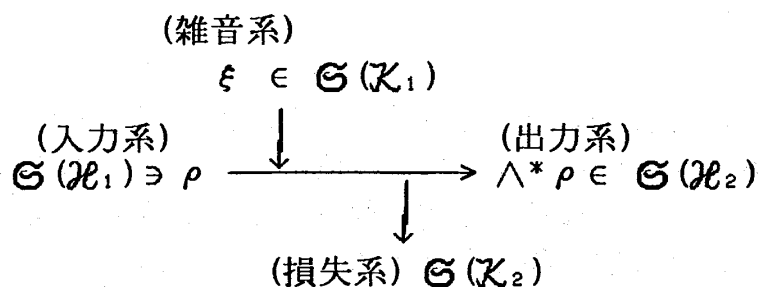 (雑音系)
ξ ∈ 𝔖(𝒦₁)
(入力系) (出力系)
𝔖(ℋ₁)∋ ρ ∧*ρ∈ 𝔖(ℋ₂)
(損失系) 𝔖(𝒦₂)